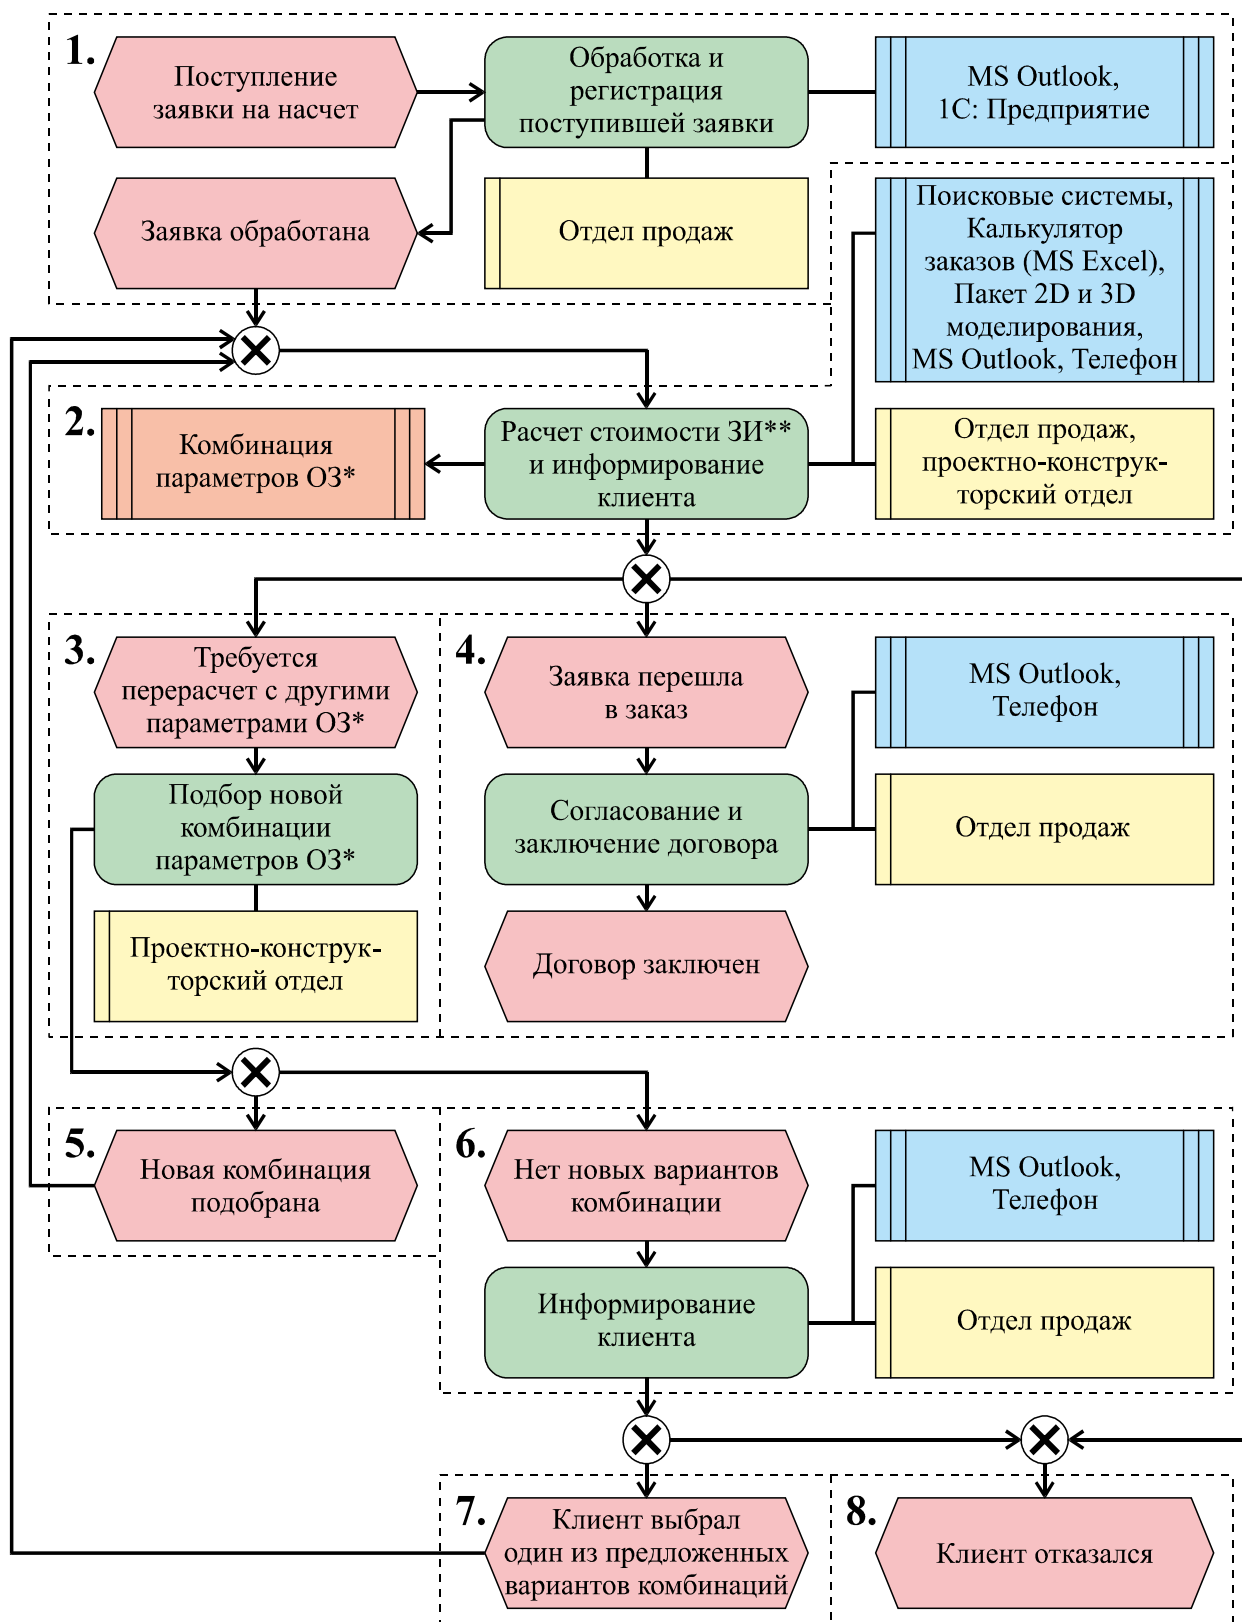 1.
Поступление
заявки на насчет
Обработка и
регистрация
поступившей заявки
MS Outlook,
1С: Предприятие
Заявка обработана
Отдел продаж
Поисковые системы,
Калькулятор
заказов (MS Excel),
Пакет 2D и 3D
моделирования,
MS Outlook, Телефон
2.
Комбинация
параметров ОЗ*
Расчет стоимости ЗИ**
и информирование
клиента
Отдел продаж,
проектно-конструк-
торский отдел
3.
Требуется
перерасчет с другими
параметрами ОЗ*
4.
Заявка перешла
в заказ
MS Outlook,
Телефон
Подбор новой
комбинации
параметров ОЗ*
Согласование и
заключение договора
Отдел продаж
Проектно-конструк-
торский отдел
Договор заключен
5.
Новая комбинация
подобрана
6.
Нет новых вариантов
комбинации
MS Outlook,
Телефон
Информирование
клиента
Отдел продаж
7.
Клиент выбрал
один из предложенных
вариантов комбинаций
8.
Клиент отказался